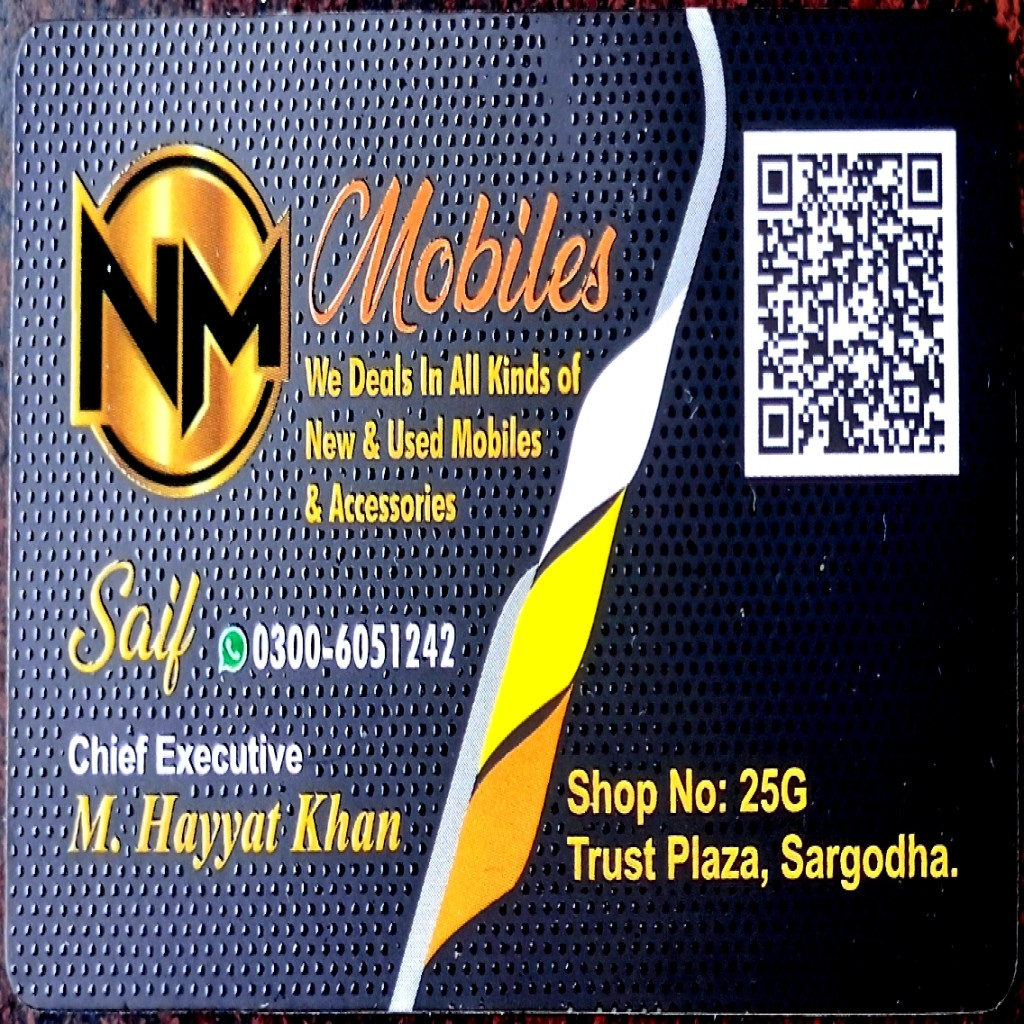 NM
Mobiles
We Deals In All Kinds of
New & Used Mobiles
& Accessories
Saif
0300-6051242
Chief Executive
M. Hayyat Khan
Shop No: 25G
Trust Plaza, Sargodha.